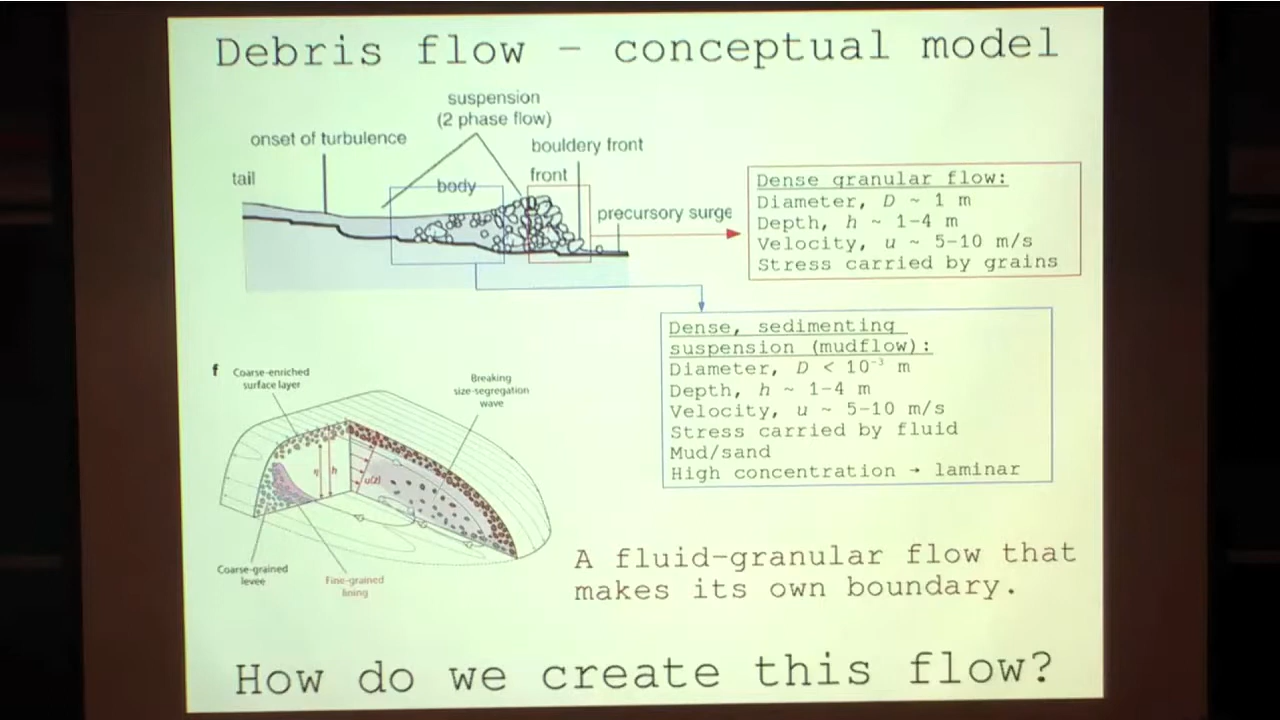 Debris flow – conceptual model
suspension
(2 phase flow)
onset of turbulence
bouldery front
tail
body
front
precursory surge
Dense granular flow:
Diameter, D ~ 1 m
Depth, h ~ 1–4 m
Velocity, u ~ 5–10 m/s
Stress carried by grains
Dense, sedimenting
suspension (mudflow):
Diameter, D < 10⁻³ m
Depth, h ~ 1–4 m
Velocity, u ~ 5–10 m/s
Stress carried by fluid
Mud/sand
High concentration → laminar
f
Coarse-enriched
surface layer
Breaking
size-segregation
wave
η
h
u(z)
Coarse-grained
levee
Fine-grained
lining
A fluid–granular flow that
makes its own boundary.
How do we create this flow?